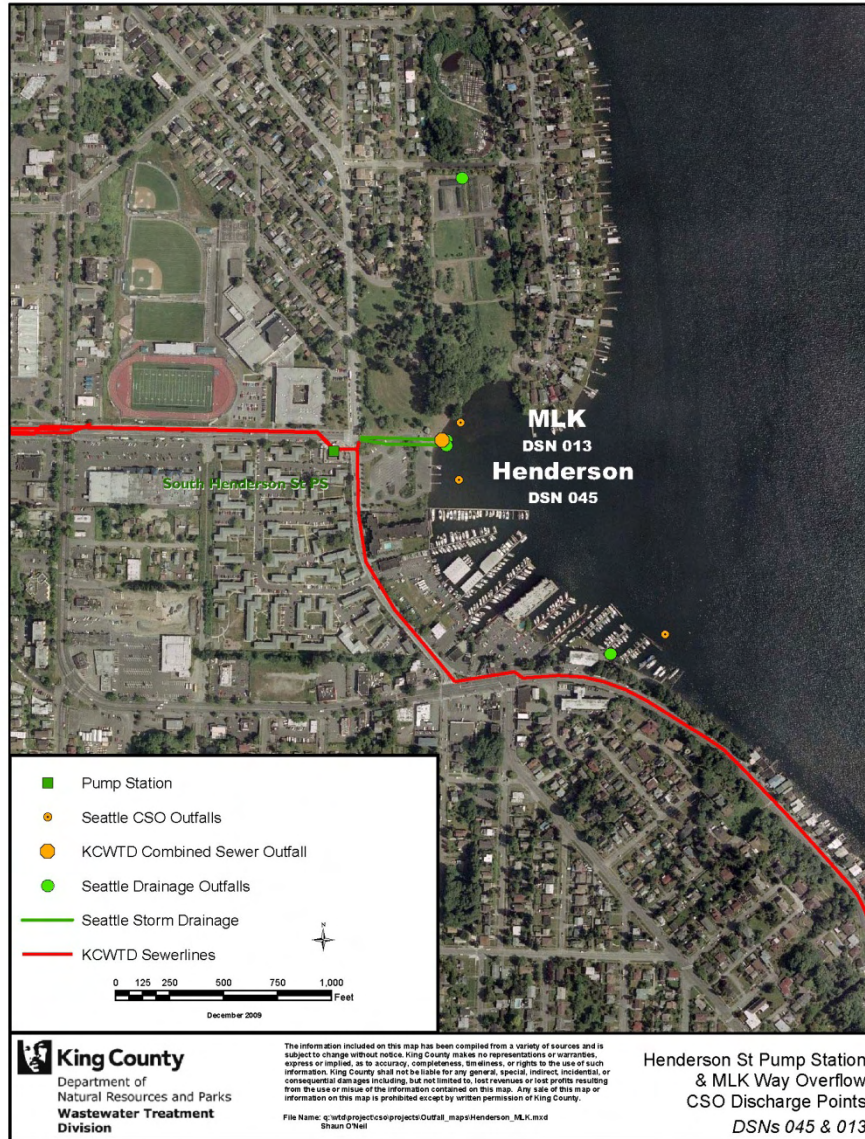 MLK
DSN 013
Henderson
DSN 045
South Henderson St PS
Pump Station
Seattle CSO Outfalls
KCWTD Combined Sewer Outfall
Seattle Drainage Outfalls
Seattle Storm Drainage
KCWTD Sewerlines
N
0 125 250 500 750 1,000
Feet
December 2009
King County
Department of
Natural Resources and Parks
Wastewater Treatment
Division
The information included on this map has been compiled from a variety of sources and is
subject to change without notice. King County makes no representations or warranties,
express or implied, as to accuracy, completeness, timeliness, or rights to the use of such
information. King County shall not be liable for any general, special, indirect, incidental, or
consequential damages including, but not limited to, lost revenues or lost profits resulting
from the use or misuse of the information contained on this map. Any sale of this map or
information on this map is prohibited except by written permission of King County.
File Name: q:\wtd\project\cso\projects\Outfall_maps\Henderson_MLK.mxd
Shaun O'Neil
Henderson St Pump Station
& MLK Way Overflow
CSO Discharge Points
DSNs 045 & 013